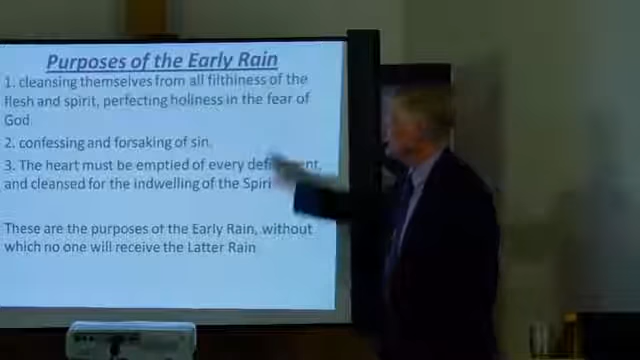 Purposes of the Early Rain
1. cleansing themselves from all filthiness of the
flesh and spirit, perfecting holiness in the fear of
God.
2. confessing and forsaking of sin.
3. The heart must be emptied of every
and cleansed for the indwelling of the
These are the purposes of the Early Rain, without
which no one will receive the Latter Rain